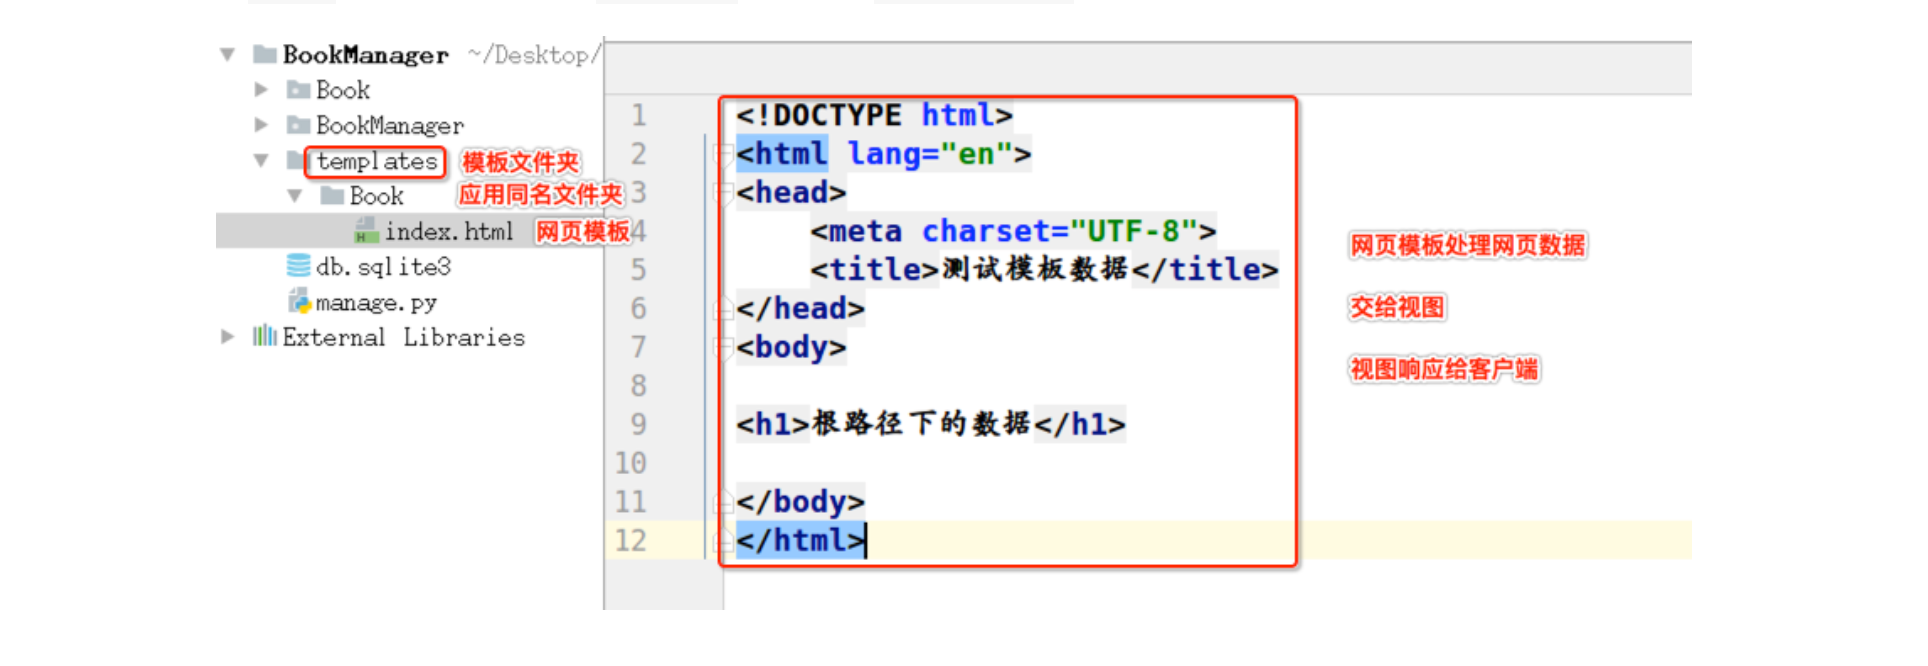 BookManager ~/Desktop/
Book
BookManager
templates 模板文件夹
Book 应用同名文件夹
index.html 网页模板
db.sqlite3
manage.py
External Libraries
1 <!DOCTYPE html>
2 <html lang="en">
3 <head>
4 <meta charset="UTF-8">
5 <title>测试模板数据</title>
6 </head>
7 <body>
8
9 <h1>根路径下的数据</h1>
10
11 </body>
12 </html>
网页模板处理网页数据
交给视图
视图响应给客户端